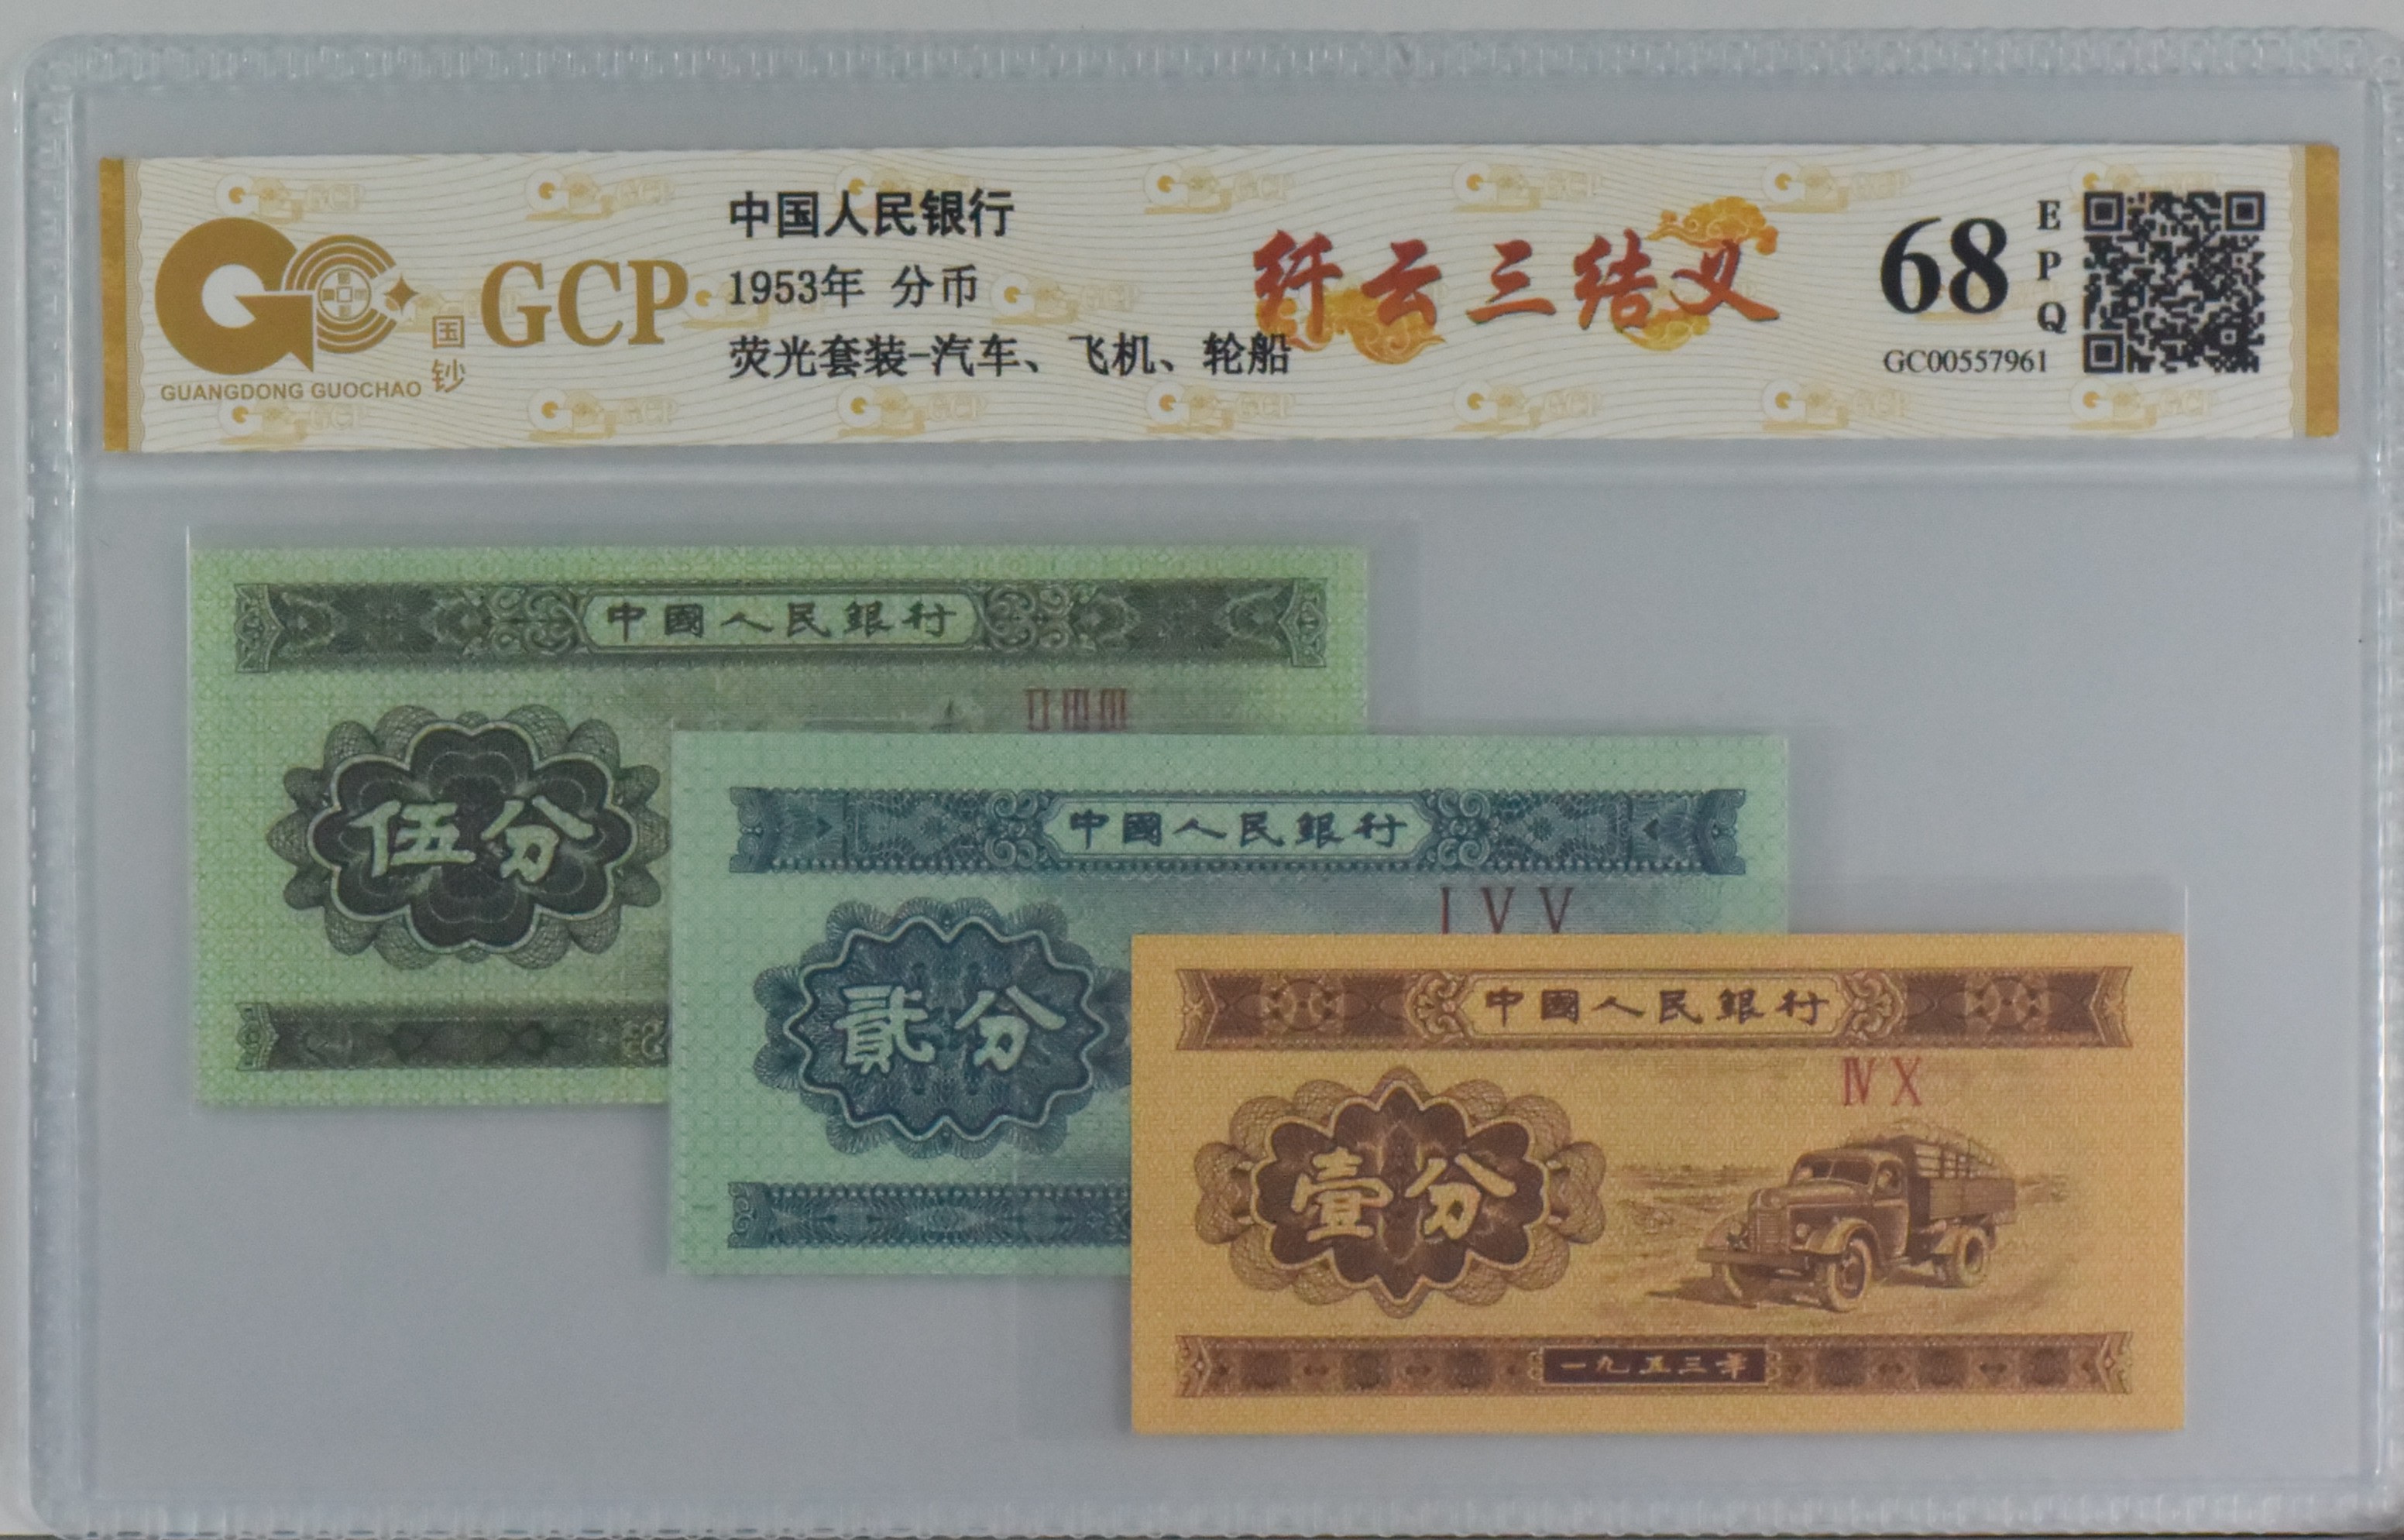 中国人民银行
1953年 分币
荧光套装-汽车、飞机、轮船
GCP
国钞
GUANGDONG GUOCHAO
纤云三结义
68
EPQ
GC00557961
中國人民銀行
II III III
伍分
中國人民銀行
I V V
貳分
中國人民銀行
IV X
壹分
一九五三年